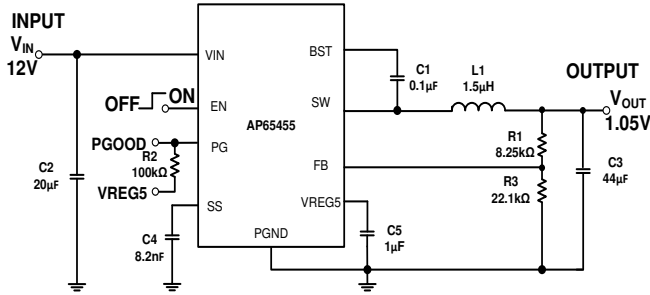 INPUT
VIN
12V
OFF ON
PGOOD
R2
100kΩ
VREG5
C2
20µF
C4
8.2nF
VIN
EN
PG
SS
AP65455
BST
SW
FB
VREG5
PGND
C1
0.1µF
L1
1.5µH
OUTPUT
VOUT
1.05V
R1
8.25kΩ
R3
22.1kΩ
C3
44µF
C5
1µF